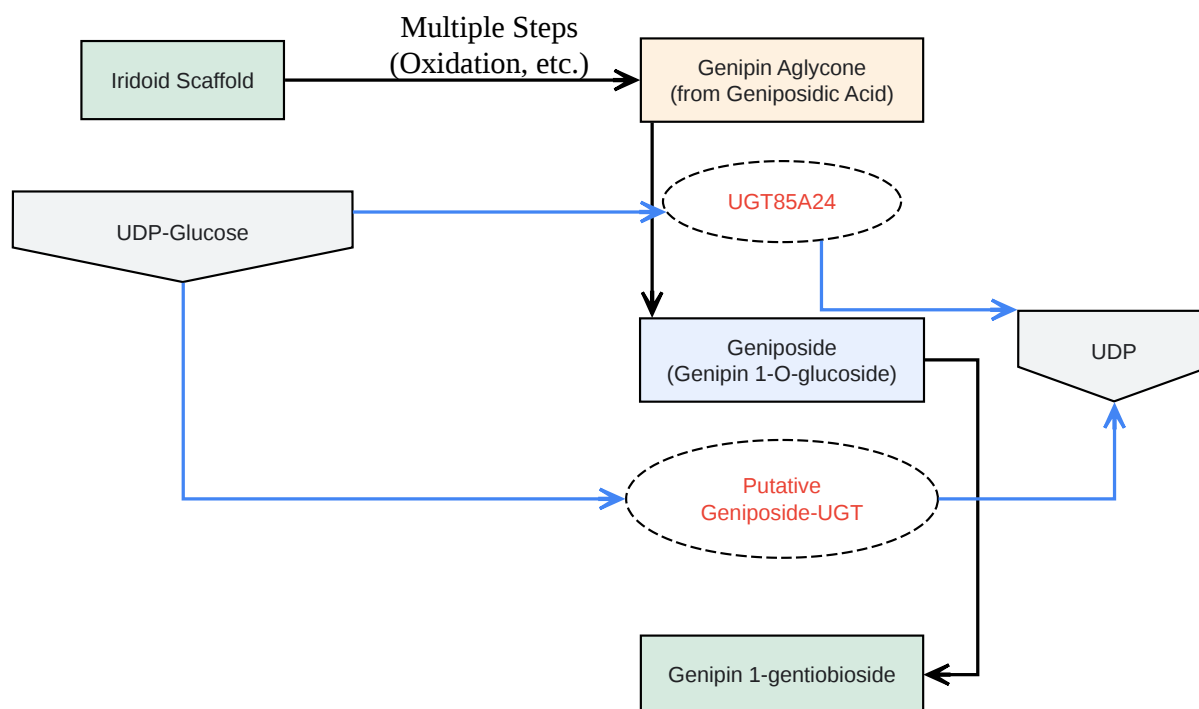 Multiple Steps
(Oxidation, etc.)
Iridoid Scaffold
Genipin Aglycone
(from Geniposidic Acid)
UDP-Glucose
UGT85A24
Geniposide
(Genipin 1-O-glucoside)
UDP
Putative
Geniposide-UGT
Genipin 1-gentiobioside